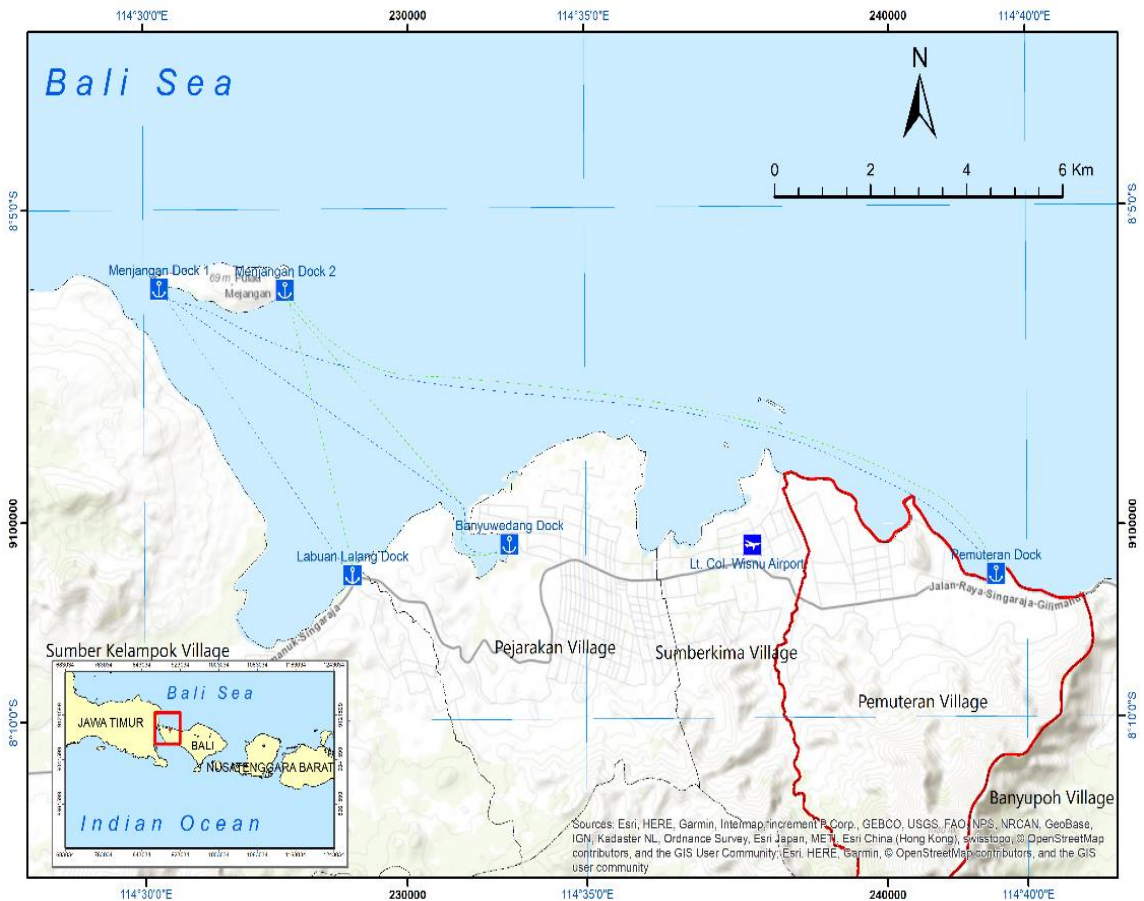 114°30'0"E
230000
114°35'0"E
240000
114°40'0"E
Bali Sea
N
0 2 4 6 Km
8°5'0"S
8°5'0"S
Menjangan Dock 1
Menjangan Dock 2
69 m
Pulau
Mejangan
9100000
9100000
Banyuwedang Dock
Labuan Lalang Dock
Lt. Col. Wisnu Airport
Pemuteran Dock
Jalan-Raya-Singaraja-Gilimanuk
manuk-Singaraja
Sumber Kelampok Village
Pejarakan Village
Sumberkima Village
Pemuteran Village
Banyupoh Village
8°10'0"S
8°10'0"S
Bali Sea
JAWA TIMUR
BALI
NUSATENGGARA BARAT
Indian Ocean
Sources: Esri, HERE, Garmin, Intermap, increment P Corp., GEBCO, USGS, FAO, NPS, NRCAN, GeoBase,
IGN, Kadaster NL, Ordnance Survey, Esri Japan, METI, Esri China (Hong Kong), swisstopo, © OpenStreetMap
contributors, and the GIS User Community, Esri, HERE, Garmin, © OpenStreetMap contributors, and the GIS
user community
114°30'0"E
230000
114°35'0"E
240000
114°40'0"E